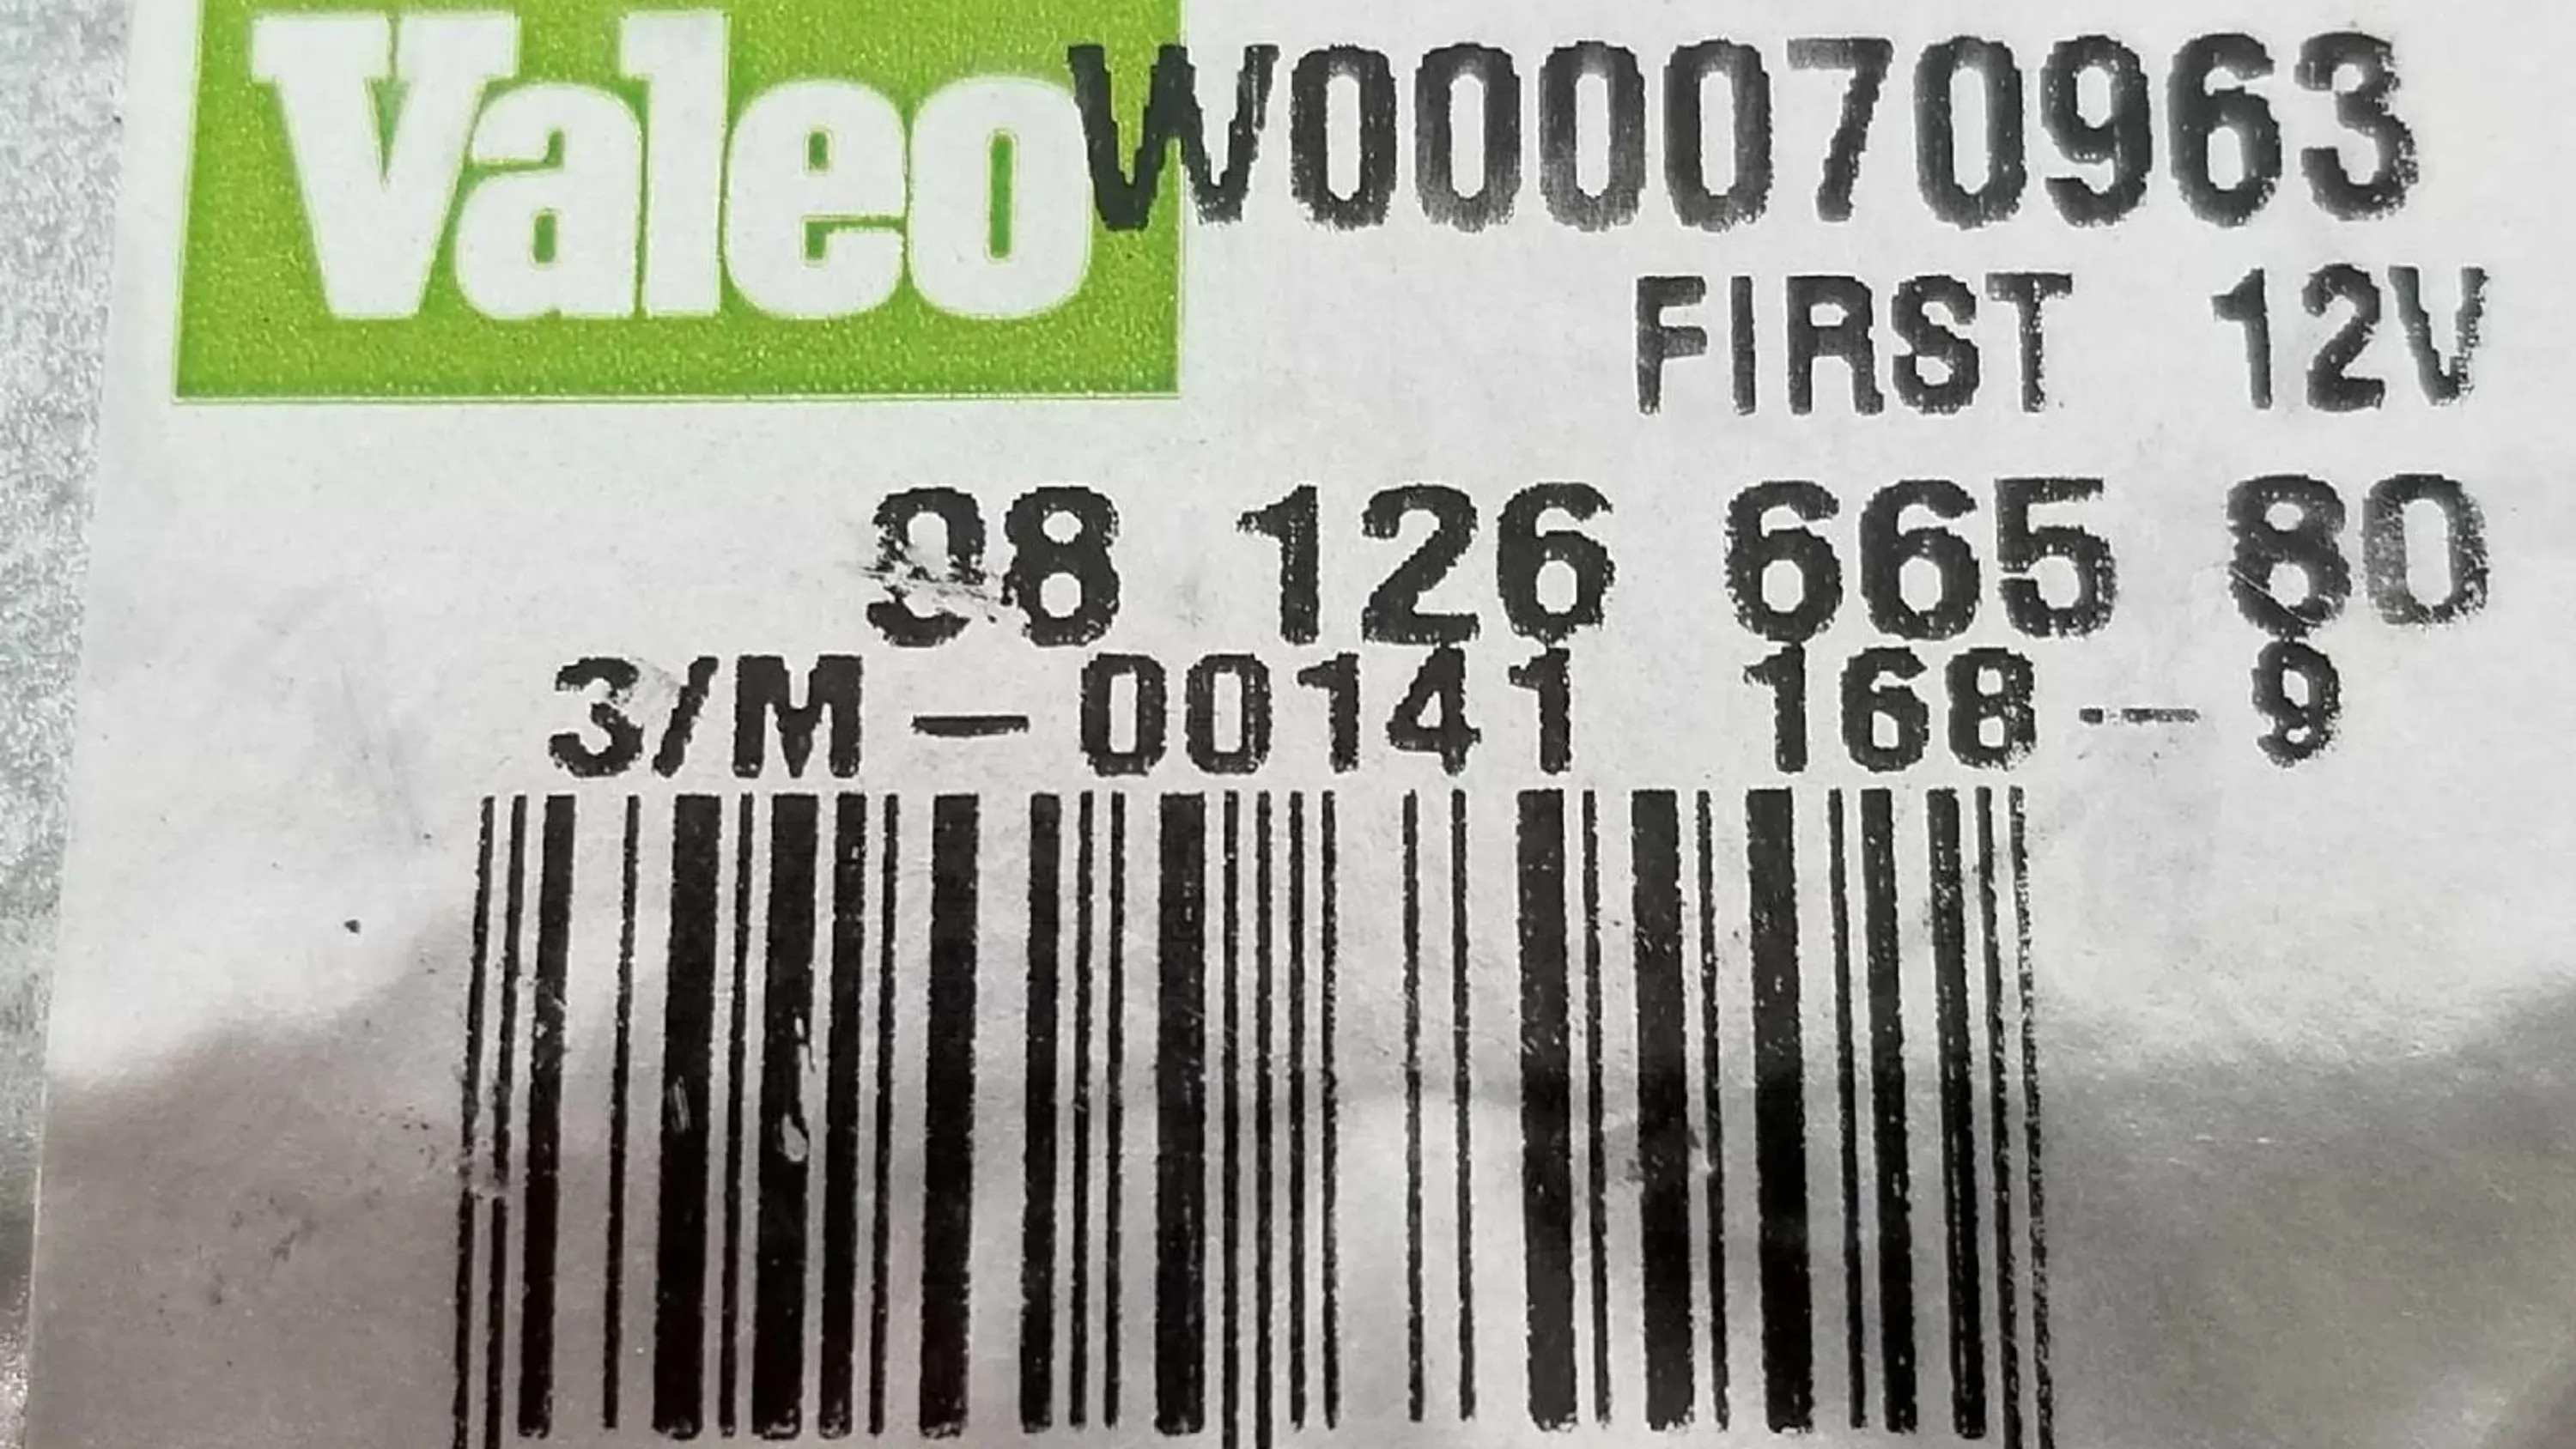 Valeo W000070963
FIRST 12V
98 126 665 80
3/M - 00141 168 - 9